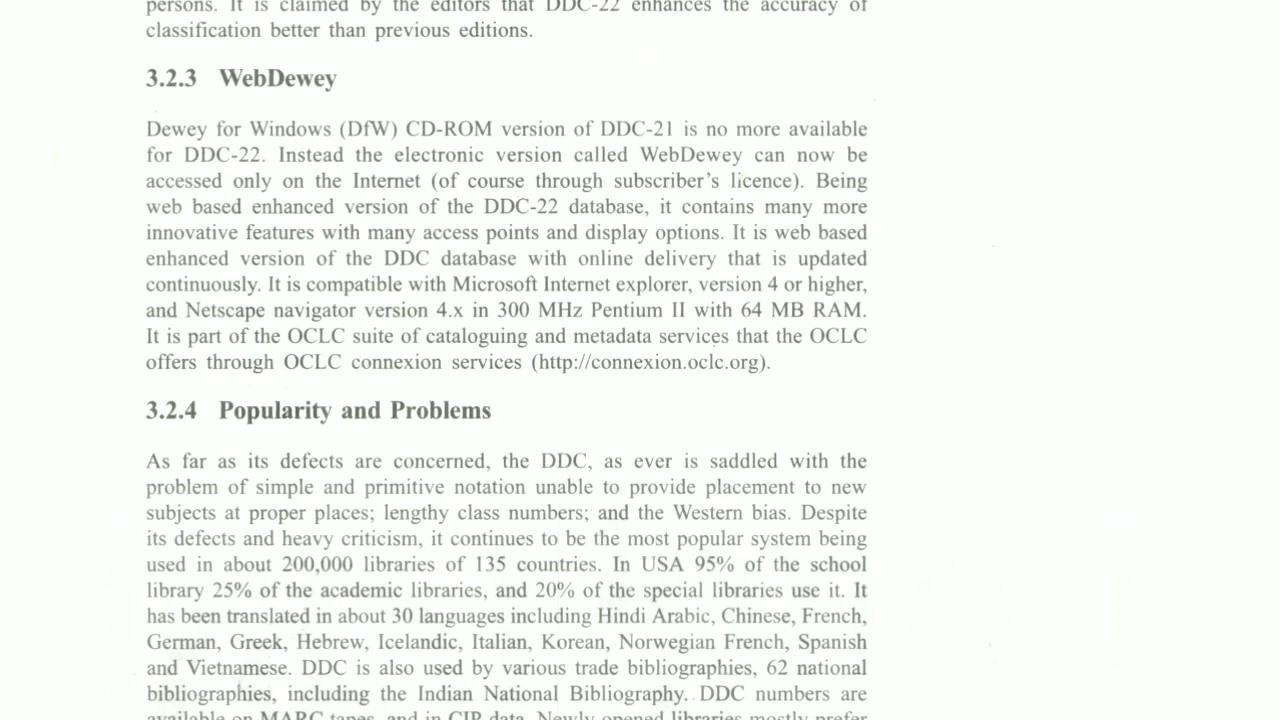 persons. It is claimed by the editors that DDC-22 enhances the accuracy of
classification better than previous editions.
3.2.3 WebDewey
Dewey for Windows (DfW) CD-ROM version of DDC-21 is no more available
for DDC-22. Instead the electronic version called WebDewey can now be
accessed only on the Internet (of course through subscriber's licence). Being
web based enhanced version of the DDC-22 database, it contains many more
innovative features with many access points and display options. It is web based
enhanced version of the DDC database with online delivery that is updated
continuously. It is compatible with Microsoft Internet explorer, version 4 or higher,
and Netscape navigator version 4.x in 300 MHz Pentium II with 64 MB RAM.
It is part of the OCLC suite of cataloguing and metadata services that the OCLC
offers through OCLC connexion services (http://connexion.oclc.org).
3.2.4 Popularity and Problems
As far as its defects are concerned, the DDC, as ever is saddled with the
problem of simple and primitive notation unable to provide placement to new
subjects at proper places; lengthy class numbers; and the Western bias. Despite
its defects and heavy criticism, it continues to be the most popular system being
used in about 200,000 libraries of 135 countries. In USA 95% of the school
library 25% of the academic libraries, and 20% of the special libraries use it. It
has been translated in about 30 languages including Hindi Arabic, Chinese, French,
German, Greek, Hebrew, Icelandic, Italian, Korean, Norwegian French, Spanish
and Vietnamese. DDC is also used by various trade bibliographies, 62 national
bibliographies, including the Indian National Bibliography. DDC numbers are
available on MARC tapes, and in CIP data. Newly opened libraries mostly prefer